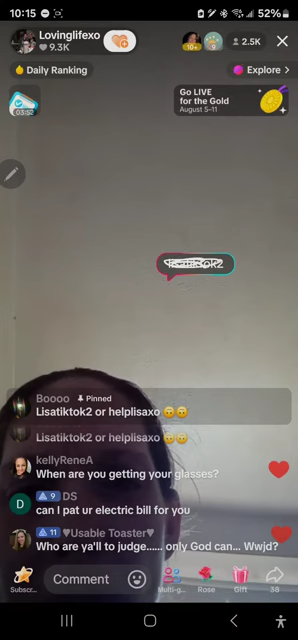 10:15
52%
Lovinglifexo
9.3K
10+
9
2.5K
Daily Ranking
Explore >
03:52
Go LIVE
for the Gold
August 5-11
Boooo Pinned
Lisatiktok2 or helplisaxo 🙃🙃
Lisatiktok2 or helplisaxo 🙃🙃
kellyReneA
When are you getting your glasses?
D
9 DS
can I pat ur electric bill for you
11 ♥Usable Toaster♥
Who are ya'll to judge...... only God can... Wwjd?
Subscr...
Comment
Multi-g...
Rose
Gift
38